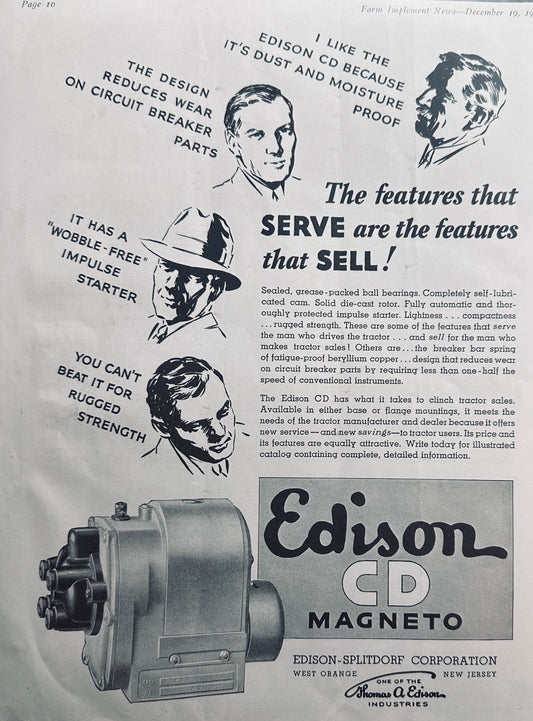 Page 10
Farm Implement News—December 19, 19
I LIKE THE
EDISON CD BECAUSE
IT'S DUST AND MOISTURE
PROOF
THE DESIGN
REDUCES WEAR
ON CIRCUIT BREAKER
PARTS
IT HAS A
"WOBBLE-FREE"
IMPULSE
STARTER
YOU CAN'T
BEAT IT FOR
RUGGED
STRENGTH
The features that
SERVE are the features
that SELL!
Sealed, grease-packed ball bearings. Completely self-lubri-
cated cam. Solid die-cast rotor. Fully automatic and thor-
oughly protected impulse starter. Lightness . . . compactness
. . . rugged strength. These are some of the features that serve
the man who drives the tractor . . . and sell for the man who
makes tractor sales! Others are . . . the breaker bar spring
of fatigue-proof beryllium copper . . . design that reduces wear
on circuit breaker parts by requiring less than one-half the
speed of conventional instruments.
The Edison CD has what it takes to clinch tractor sales.
Available in either base or flange mountings, it meets the
needs of the tractor manufacturer and dealer because it offers
new service—and new savings—to tractor users. Its price and
its features are equally attractive. Write today for illustrated
catalog containing complete, detailed information.
Edison
CD
MAGNETO
EDISON-SPLITDORF CORPORATION
WEST ORANGE NEW JERSEY
ONE OF THE
Thomas A. Edison
INDUSTRIES